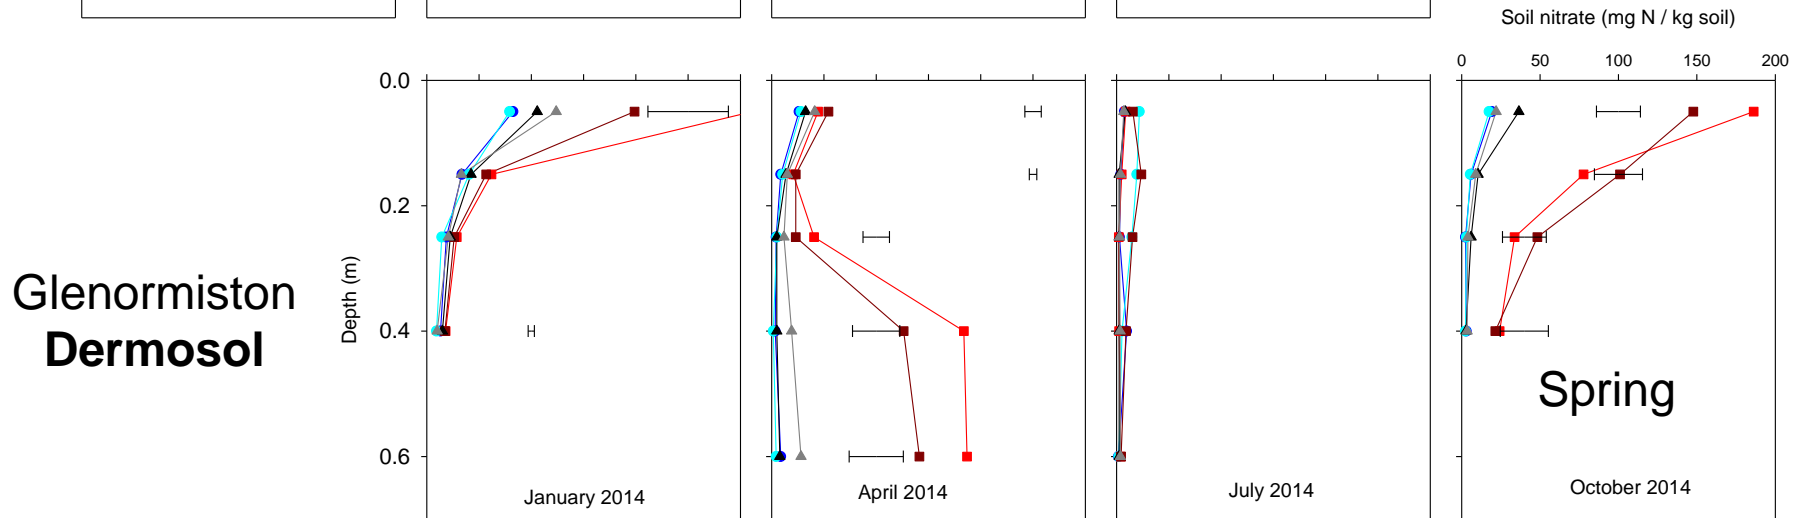 Soil nitrate (mg N / kg soil)
0 50 100 150 200
0.0
0.2
0.4
0.6
Depth (m)
Glenormiston
Dermosol
Spring
January 2014
April 2014
July 2014
October 2014